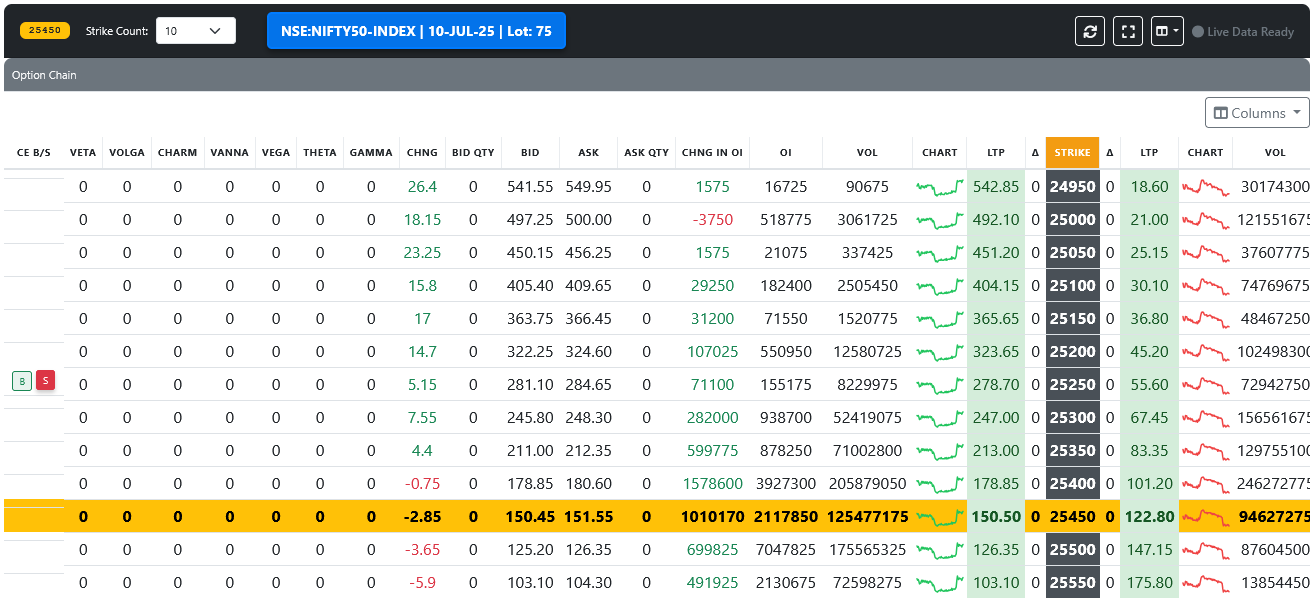 25450 Strike Count: 10 NSE:NIFTY50-INDEX | 10-JUL-25 | Lot: 75 Live Data Ready
Option Chain
Columns
CE B/S VETA VOLGA CHARM VANNA VEGA THETA GAMMA CHNG BID QTY BID ASK ASK QTY CHNG IN OI OI VOL CHART LTP Δ STRIKE Δ LTP CHART VOL
0 0 0 0 0 0 0 26.4 0 541.55 549.95 0 1575 16725 90675 542.85 0 24950 0 18.60 30174300
0 0 0 0 0 0 0 18.15 0 497.25 500.00 0 -3750 518775 3061725 492.10 0 25000 0 21.00 121551675
0 0 0 0 0 0 0 23.25 0 450.15 456.25 0 1575 21075 337425 451.20 0 25050 0 25.15 37607775
0 0 0 0 0 0 0 15.8 0 405.40 409.65 0 29250 182400 2505450 404.15 0 25100 0 30.10 74769675
0 0 0 0 0 0 0 17 0 363.75 366.45 0 31200 71550 1520775 365.65 0 25150 0 36.80 48467250
0 0 0 0 0 0 0 14.7 0 322.25 324.60 0 107025 550950 12580725 323.65 0 25200 0 45.20 102498300
B S 0 0 0 0 0 0 0 5.15 0 281.10 284.65 0 71100 155175 8229975 278.70 0 25250 0 55.60 72942750
0 0 0 0 0 0 0 7.55 0 245.80 248.30 0 282000 938700 52419075 247.00 0 25300 0 67.45 156561675
0 0 0 0 0 0 0 4.4 0 211.00 212.35 0 599775 878250 71002800 213.00 0 25350 0 83.35 129755100
0 0 0 0 0 0 0 -0.75 0 178.85 180.60 0 1578600 3927300 205879050 178.85 0 25400 0 101.20 246272775
0 0 0 0 0 0 0 -2.85 0 150.45 151.55 0 1010170 2117850 125477175 150.50 0 25450 0 122.80 94627275
0 0 0 0 0 0 0 -3.65 0 125.20 126.35 0 699825 7047825 175565325 126.35 0 25500 0 147.15 87604500
0 0 0 0 0 0 0 -5.9 0 103.10 104.30 0 491925 2130675 72598275 103.10 0 25550 0 175.80 13854450